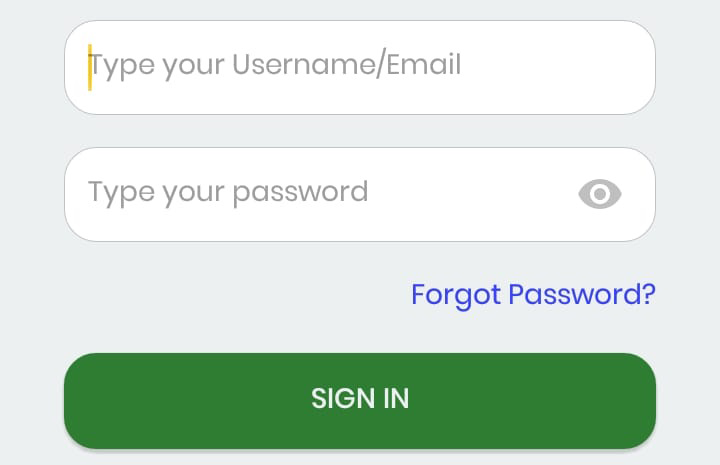 Type your Username/Email
Type your password
Forgot Password?
SIGN IN